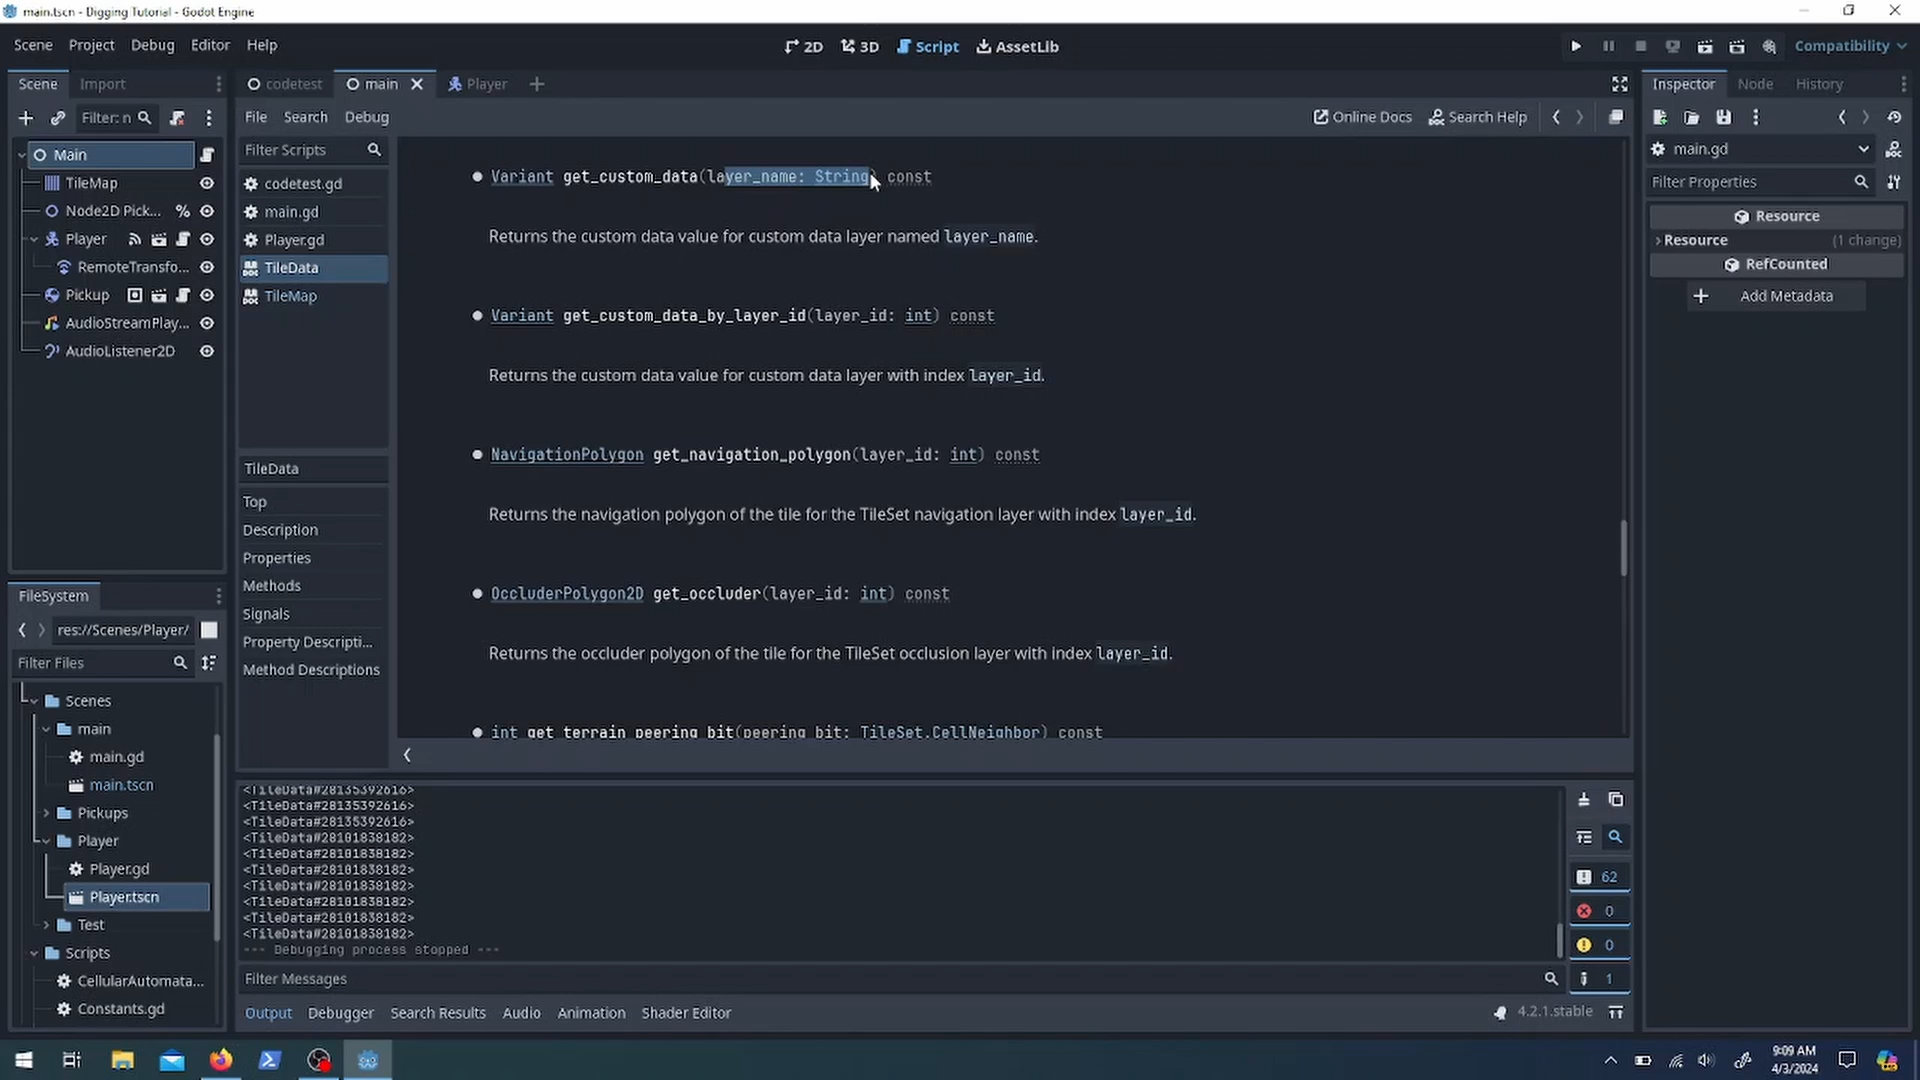 main.tscn - Digging Tutorial - Godot Engine
Scene Project Debug Editor Help
2D 3D Script AssetLib
Compatibility
Scene Import
codetest main Player
Inspector Node History
Filter: n
File Search Debug
Online Docs Search Help
Filter Scripts
main.gd
Filter Properties
Main
TileMap
Node2D Pick...
Player
RemoteTransfo...
Pickup
AudioStreamPlay...
AudioListener2D
codetest.gd
main.gd
Player.gd
TileData
TileMap
Variant get_custom_data(layer_name: String) const
Returns the custom data value for custom data layer named layer_name.
Variant get_custom_data_by_layer_id(layer_id: int) const
Returns the custom data value for custom data layer with index layer_id.
NavigationPolygon get_navigation_polygon(layer_id: int) const
Returns the navigation polygon of the tile for the TileSet navigation layer with index layer_id.
OccluderPolygon2D get_occluder(layer_id: int) const
Returns the occluder polygon of the tile for the TileSet occlusion layer with index layer_id.
int get_terrain_peering_bit(peering_bit: TileSet.CellNeighbor) const
Resource
Resource (1 change)
RefCounted
Add Metadata
TileData
Top
Description
Properties
Methods
Signals
Property Descripti...
Method Descriptions
FileSystem
res://Scenes/Player/
Filter Files
Scenes
main
main.gd
main.tscn
Pickups
Player
Player.gd
Player.tscn
Test
Scripts
CellularAutomata...
Constants.gd
<TileData#28135392616>
<TileData#28135392616>
<TileData#28135392616>
<TileData#28101838182>
<TileData#28101838182>
<TileData#28101838182>
<TileData#28101838182>
<TileData#28101838182>
<TileData#28101838182>
<TileData#28101838182>
--- Debugging process stopped ---
62
0
0
1
Filter Messages
Output Debugger Search Results Audio Animation Shader Editor
4.2.1.stable
9:09 AM
4/3/2024